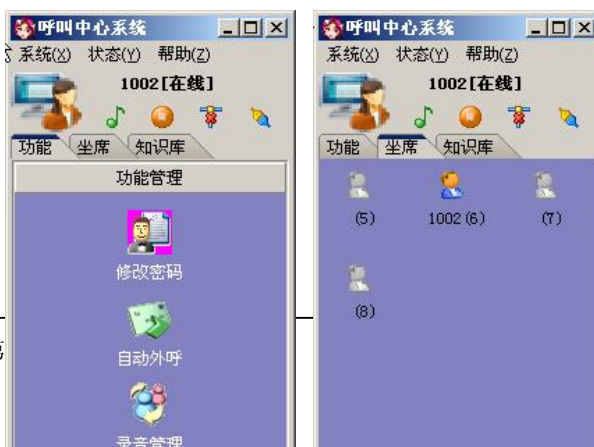 呼叫中心系统
系统(X) 状态(Y) 帮助(Z)
1002[在线]
功能 坐席 知识库
功能管理
修改密码
自动外呼
录音管理
呼叫中心系统
系统(X) 状态(Y) 帮助(Z)
1002[在线]
功能 坐席 知识库
(5) 1002(6) (7)
(8)